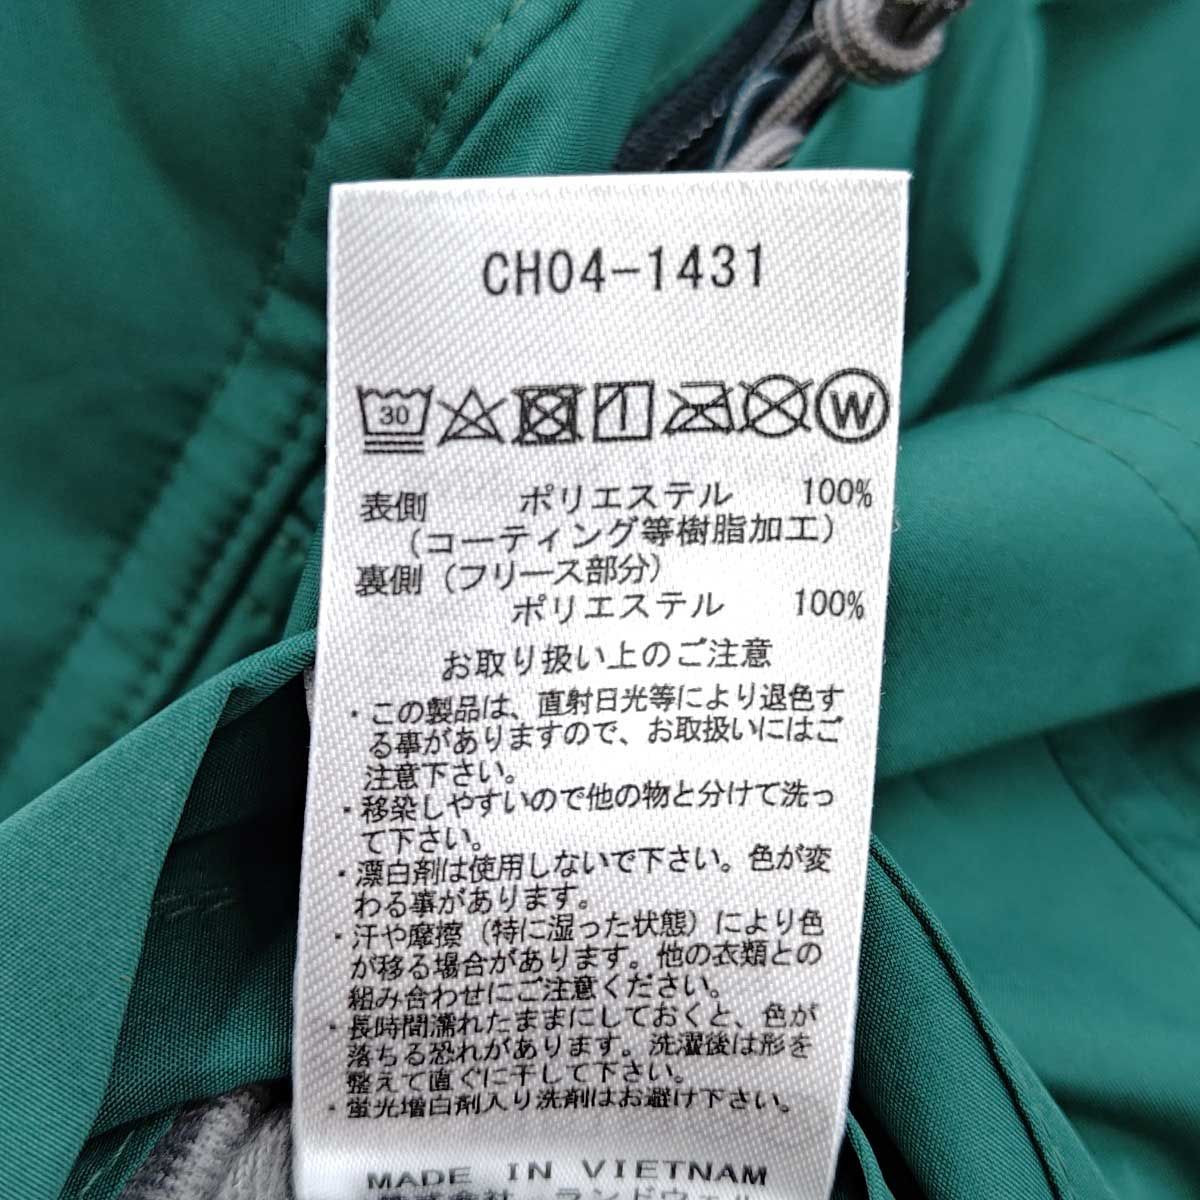 CH04-1431
30 W
表側 ポリエステル 100%
(コーティング等樹脂加工)
裏側(フリース部分)
ポリエステル 100%
お取り扱い上のご注意
・この製品は、直射日光等により退色す
る事がありますので、お取扱いにはご
注意下さい。
・移染しやすいので他の物と分けて洗っ
て下さい。
・漂白剤は使用しないで下さい。色が変
わる事があります。
・汗や摩擦(特に湿った状態)により色
が移る場合があります。他の衣類との
組み合わせにご注意ください。
・長時間濡れたままにしておくと、色が
落ちる恐れがあります。洗濯後は形を
整えて直ぐに干して下さい。
・蛍光増白剤入り洗剤はお避け下さい。
MADE IN VIETNAM
株式会社 ランドウェル